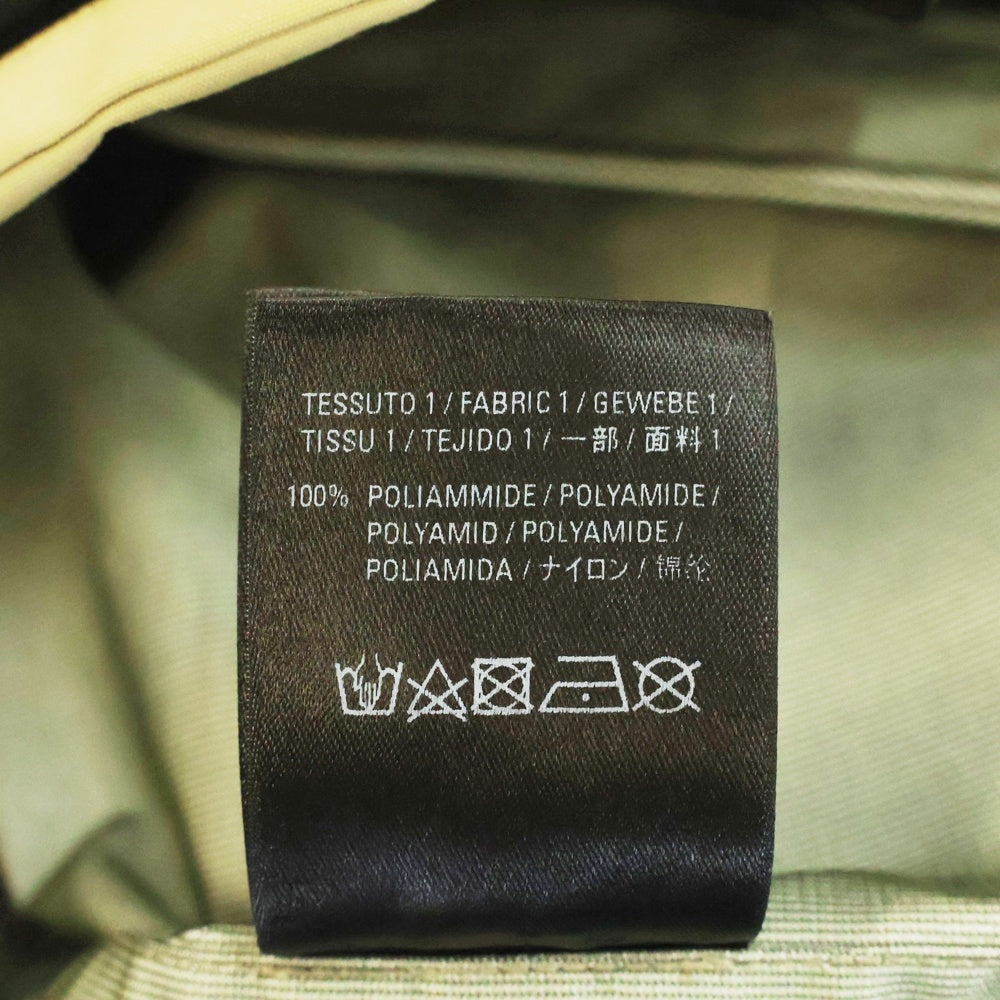 TESSUTO 1 / FABRIC 1 / GEWEBE 1 /
TISSU 1 / TEJIDO 1 / 一部 / 面料 1
100% POLIAMMIDE / POLYAMIDE /
POLYAMID / POLYAMIDE /
POLIAMIDA / ナイロン / 锦纶